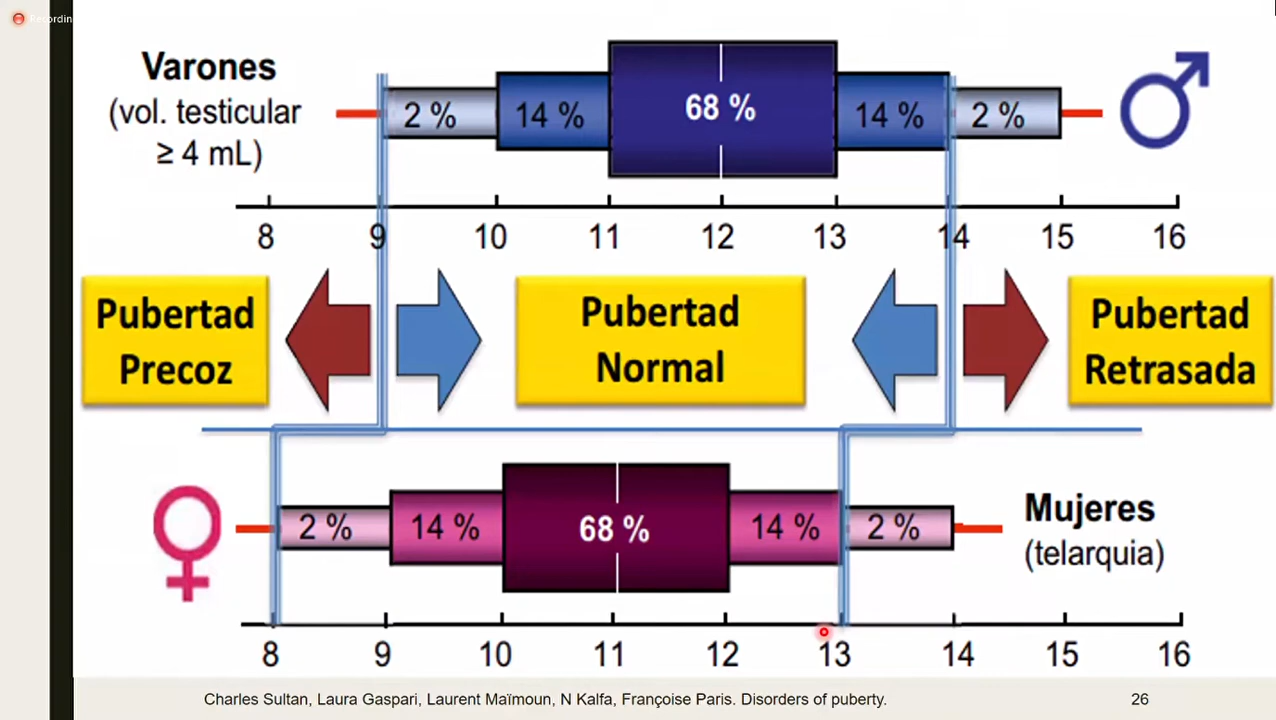 Recordin
Varones
(vol. testicular
≥ 4 mL)
2 %
14 %
68 %
14 %
2 %
8 9 10 11 12 13 14 15 16
Pubertad
Precoz
Pubertad
Normal
Pubertad
Retrasada
2 %
14 %
68 %
14 %
2 %
Mujeres
(telarquia)
8 9 10 11 12 13 14 15 16
Charles Sultan, Laura Gaspari, Laurent Maïmoun, N Kalfa, Françoise Paris. Disorders of puberty.
26